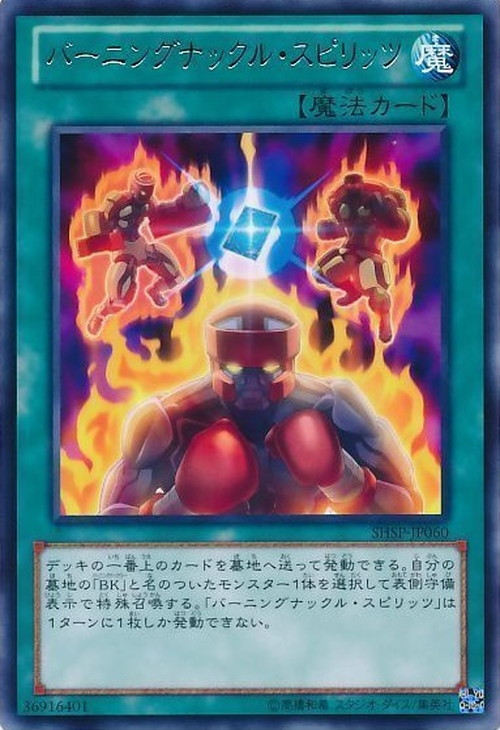 バーニングナックル・スピリッツ 魔
【魔法カード】
SHSP-JP060
デッキの一番上のカードを墓地へ送って発動できる。自分の
墓地の「BK」と名のついたモンスター1体を選択して表側守備
表示で特殊召喚する。「バーニングナックル・スピリッツ」は
1ターンに1枚しか発動できない。
36916401 ©高橋和希 スタジオ・ダイス/集英社